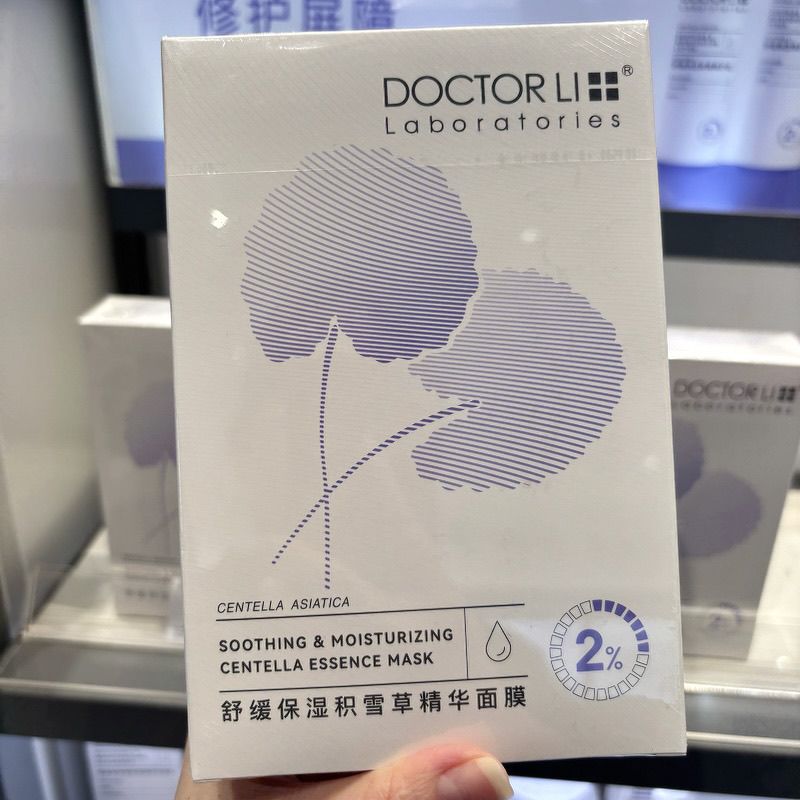 修护屏障
DOCTOR LI®
Laboratories
CENTELLA ASIATICA
SOOTHING & MOISTURIZING
CENTELLA ESSENCE MASK
2%
舒缓保湿积雪草精华面膜
DOCTOR LI
Laboratories